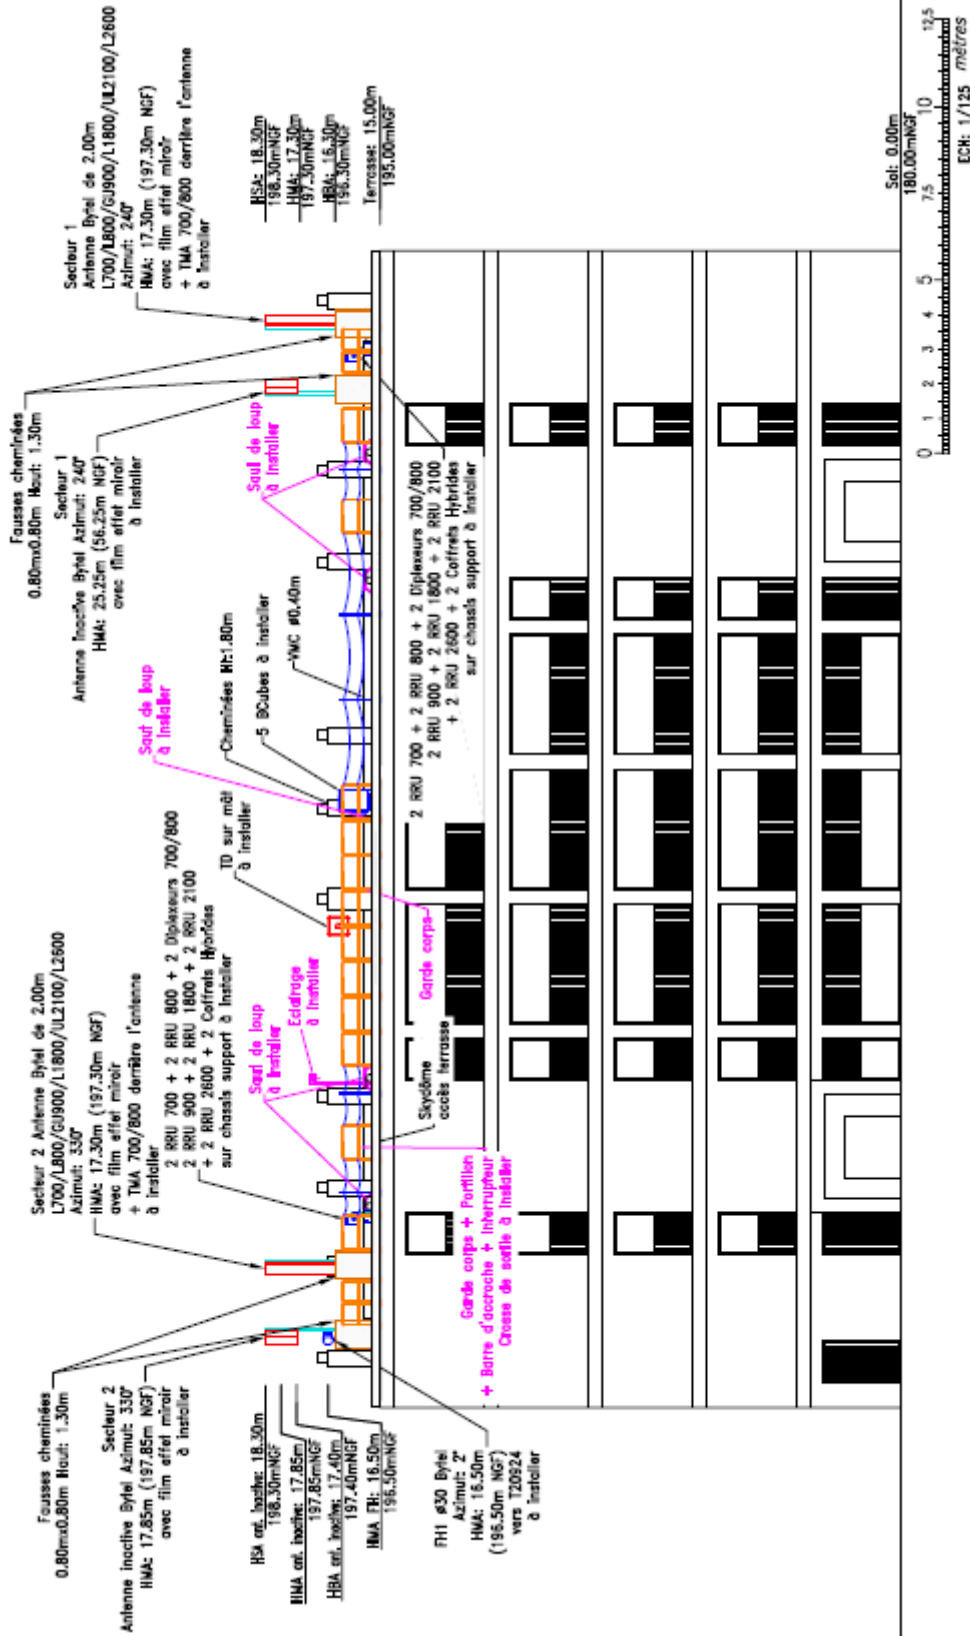 Fausses cheminées
0.80mx0.80m Haut: 1.30m
Secteur 2
Antenne inactive Bytel Azimut: 330°
HMA: 17.85m (197.85m NGF)
avec film effet miroir
à installer
Secteur 2 Antenne Bytel de 2.00m
L700/L800/GU900/L1800/UL2100/L2600
Azimut: 330°
HMA: 17.30m (197.30m NGF)
avec film effet miroir
+ TMA 700/800 derrière l'antenne
à installer
2 RRU 700 + 2 RRU 800 + 2 Diplexeurs 700/800
2 RRU 900 + 2 RRU 1800 + 2 RRU 2100
+ 2 RRU 2600 + 2 Coffrets Hybrides
sur chassis support à installer
Saut de loup
à installer
Eclairage
à installer
TD sur mât
à installer
Saut de loup
à installer
Cheminées Ht:1.80m
5 BCubes à installer
VMC ø0.40m
Fausses cheminées
0.80mx0.80m Haut: 1.30m
Secteur 1
Antenne inactive Bytel Azimut: 240°
HMA: 25.25m (56.25m NGF)
avec film effet miroir
à installer
Saut de loup
à installer
Secteur 1
Antenne Bytel de 2.00m
L700/L800/GU900/L1800/UL2100/L2600
Azimut: 240°
HMA: 17.30m (197.30m NGF)
avec film effet miroir
+ TMA 700/800 derrière l'antenne
à installer
HSA ant. inactive: 18.30m
198.30mNGF
HMA ant. inactive: 17.85m
197.85mNGF
HBA ant. inactive: 17.40m
197.40mNGF
HMA FH: 16.50m
196.50mNGF
HSA: 18.30m
198.30mNGF
HMA: 17.30m
197.30mNGF
HBA: 16.30m
196.30mNGF
Terrasse: 15.00m
195.00mNGF
FH1 ø30 Bytel
Azimut: 2°
HMA: 16.50m
(196.50m NGF)
vers T20924
à installer
Garde corps + Portillon
+ Barre d'accroche + Interrupteur
Crosse de sortie à installer
Skydôme
accès terrasse
Garde corps
2 RRU 700 + 2 RRU 800 + 2 Diplexeurs 700/800
2 RRU 900 + 2 RRU 1800 + 2 RRU 2100
+ 2 RRU 2600 + 2 Coffrets Hybrides
sur chassis support à installer
Sol: 0.00m
180.00mNGF
0 1 2 3 4 5 7.5 10 12.5
mètres
ECH: 1/125